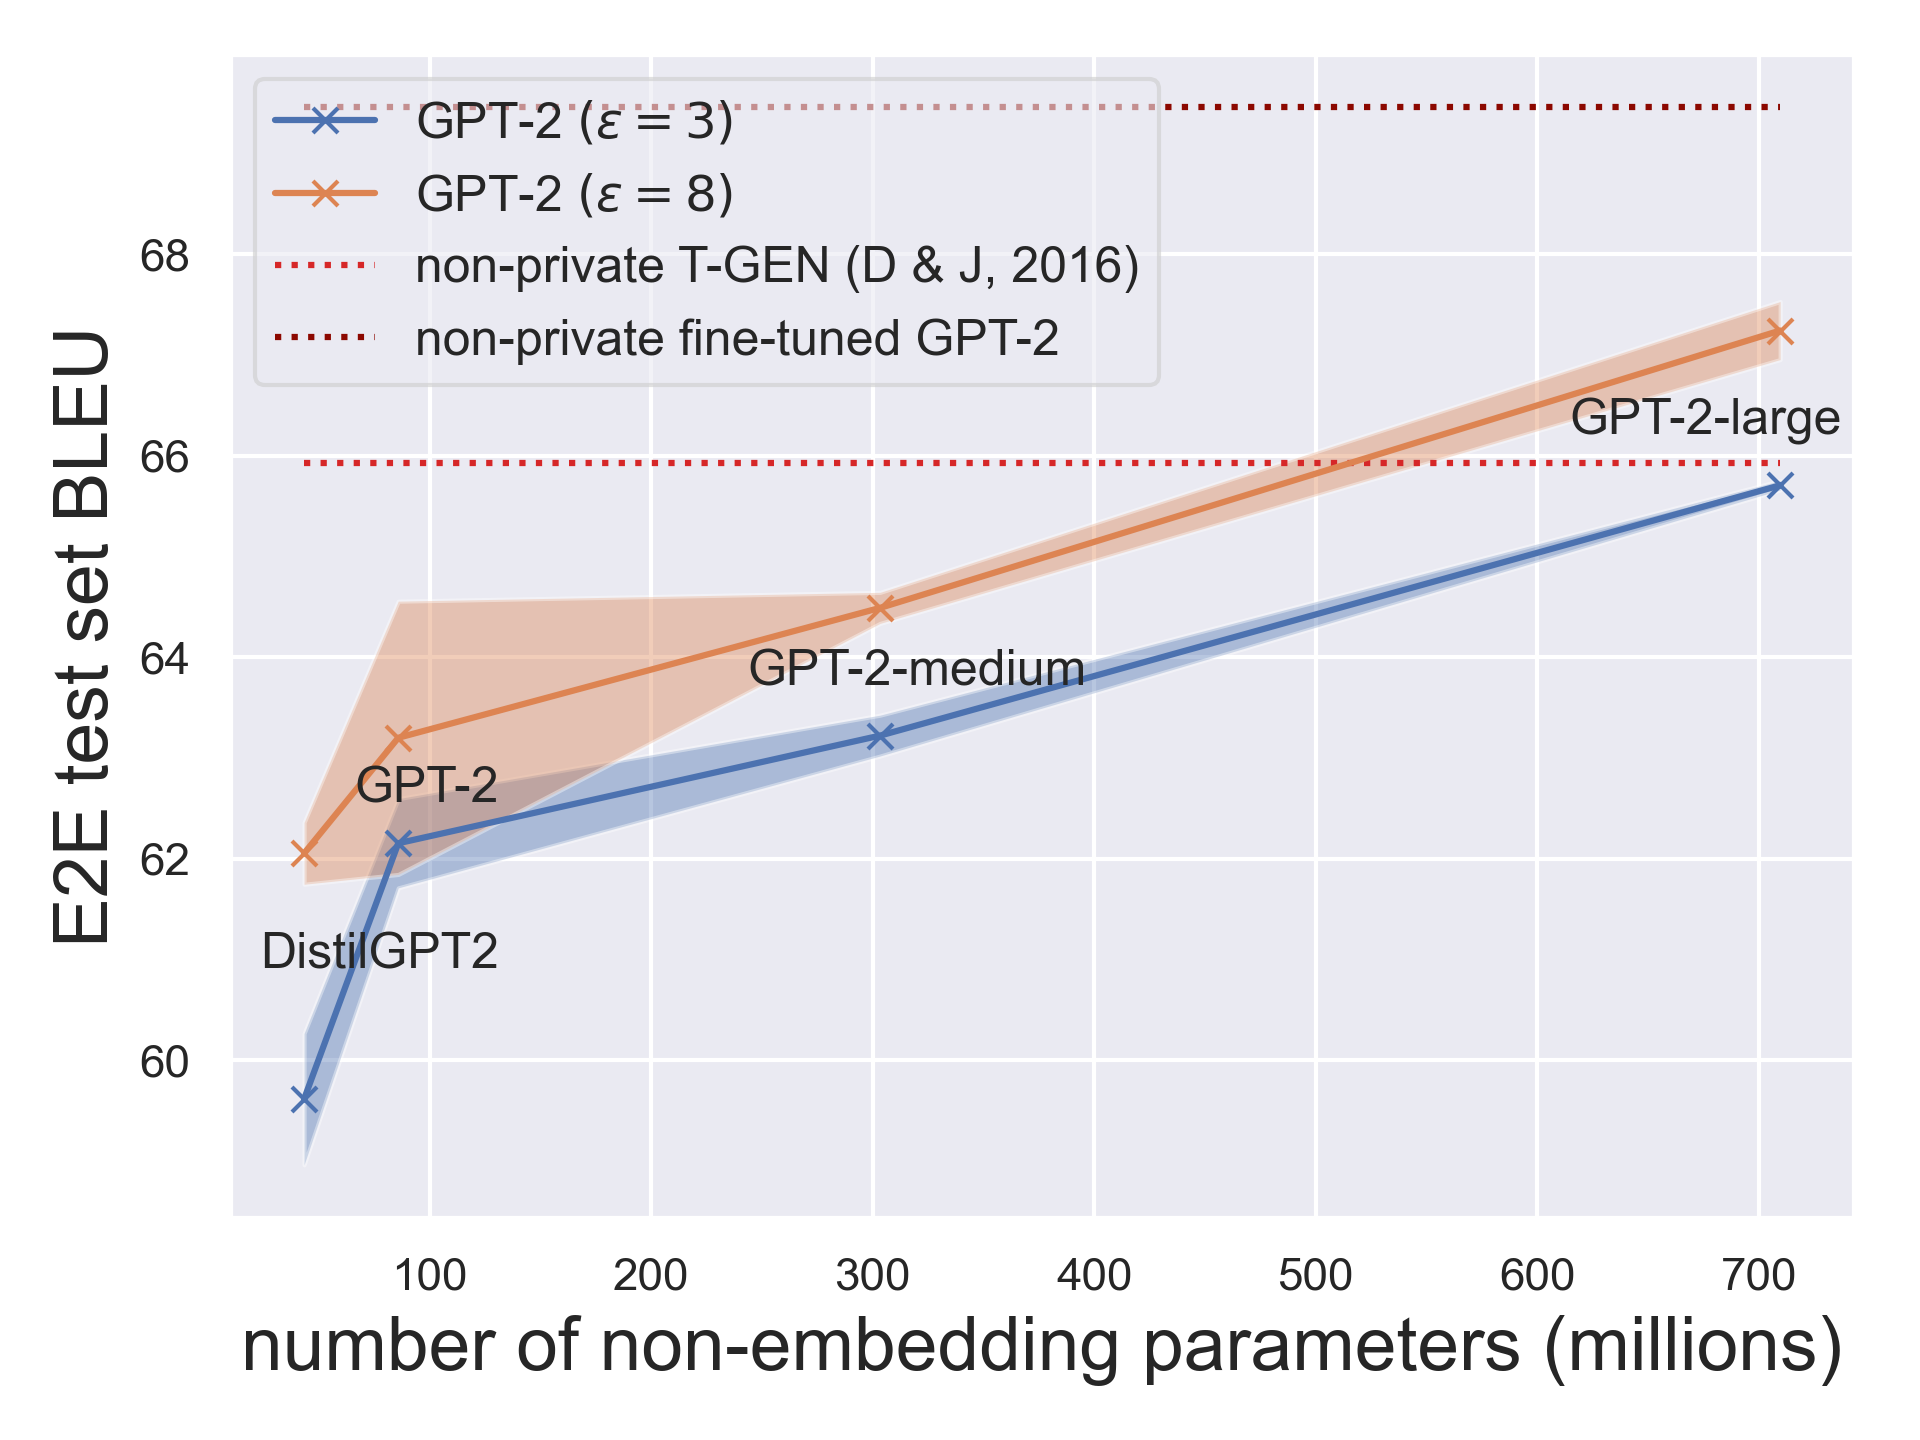 GPT-2 (ε = 3)
GPT-2 (ε = 8)
non-private T-GEN (D & J, 2016)
non-private fine-tuned GPT-2
68
66
64
62
60
E2E test set BLEU
GPT-2-large
GPT-2-medium
GPT-2
DistilGPT2
100 200 300 400 500 600 700
number of non-embedding parameters (millions)